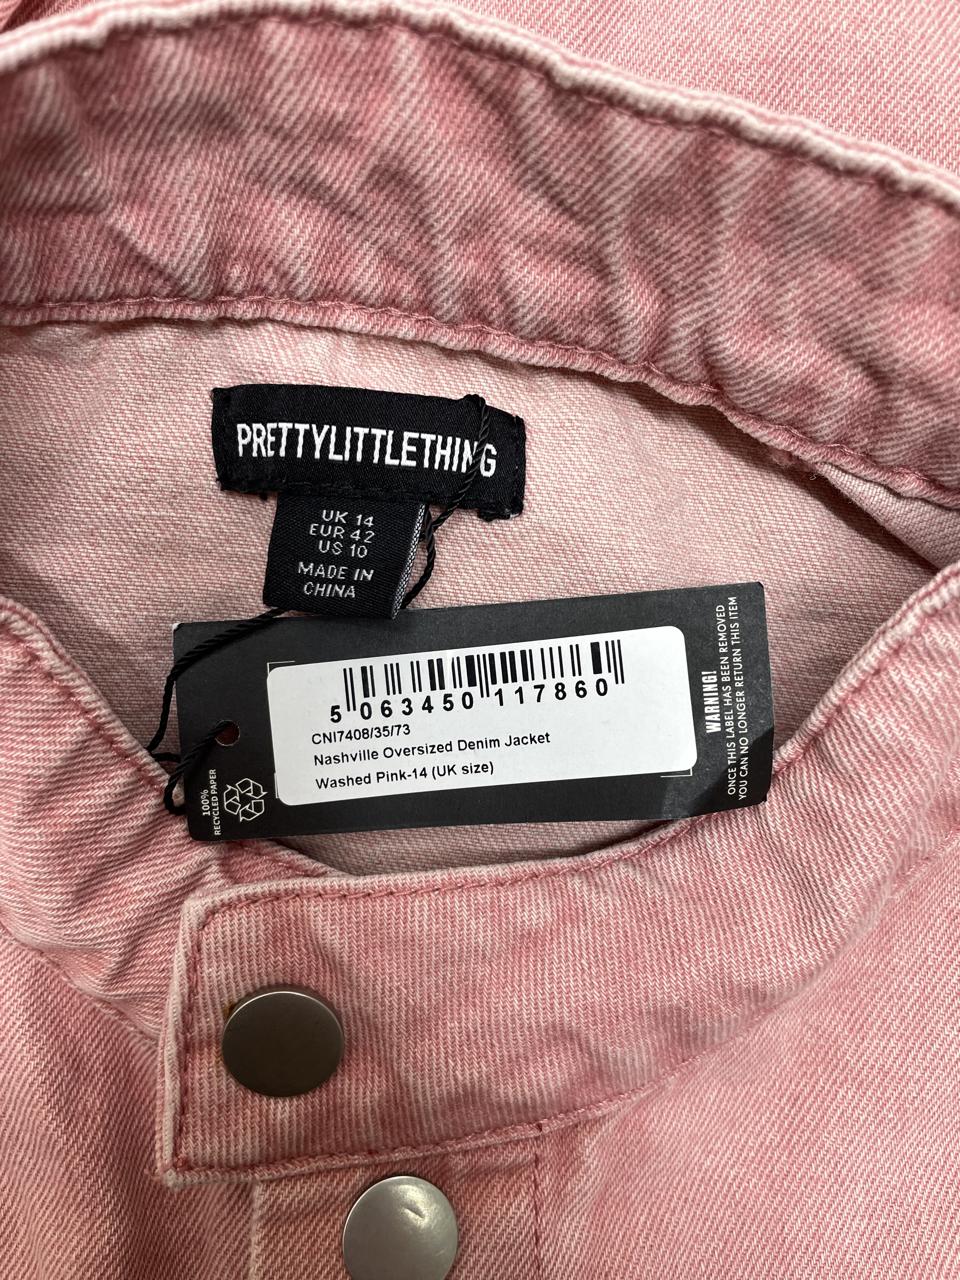 PRETTYLITTLETHING
UK 14
EUR 42
US 10
MADE IN
CHINA
5 063450 117860
CNI7408/35/73
Nashville Oversized Denim Jacket
Washed Pink-14 (UK size)
100%
RECYCLED PAPER
WARNING!
ONCE THIS LABEL HAS BEEN REMOVED
YOU CAN NO LONGER RETURN THIS ITEM